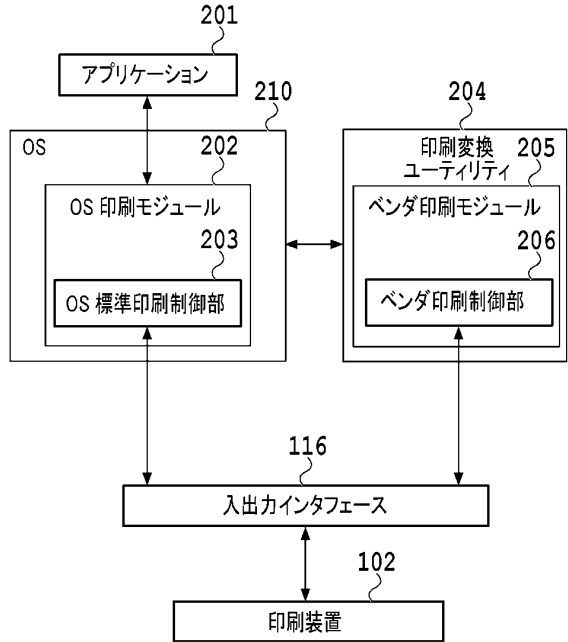 201
アプリケーション
210
OS
202
OS 印刷モジュール
203
OS 標準印刷制御部
204
印刷変換
ユーティリティ
205
ベンダ印刷モジュール
206
ベンダ印刷制御部
116
入出力インタフェース
102
印刷装置